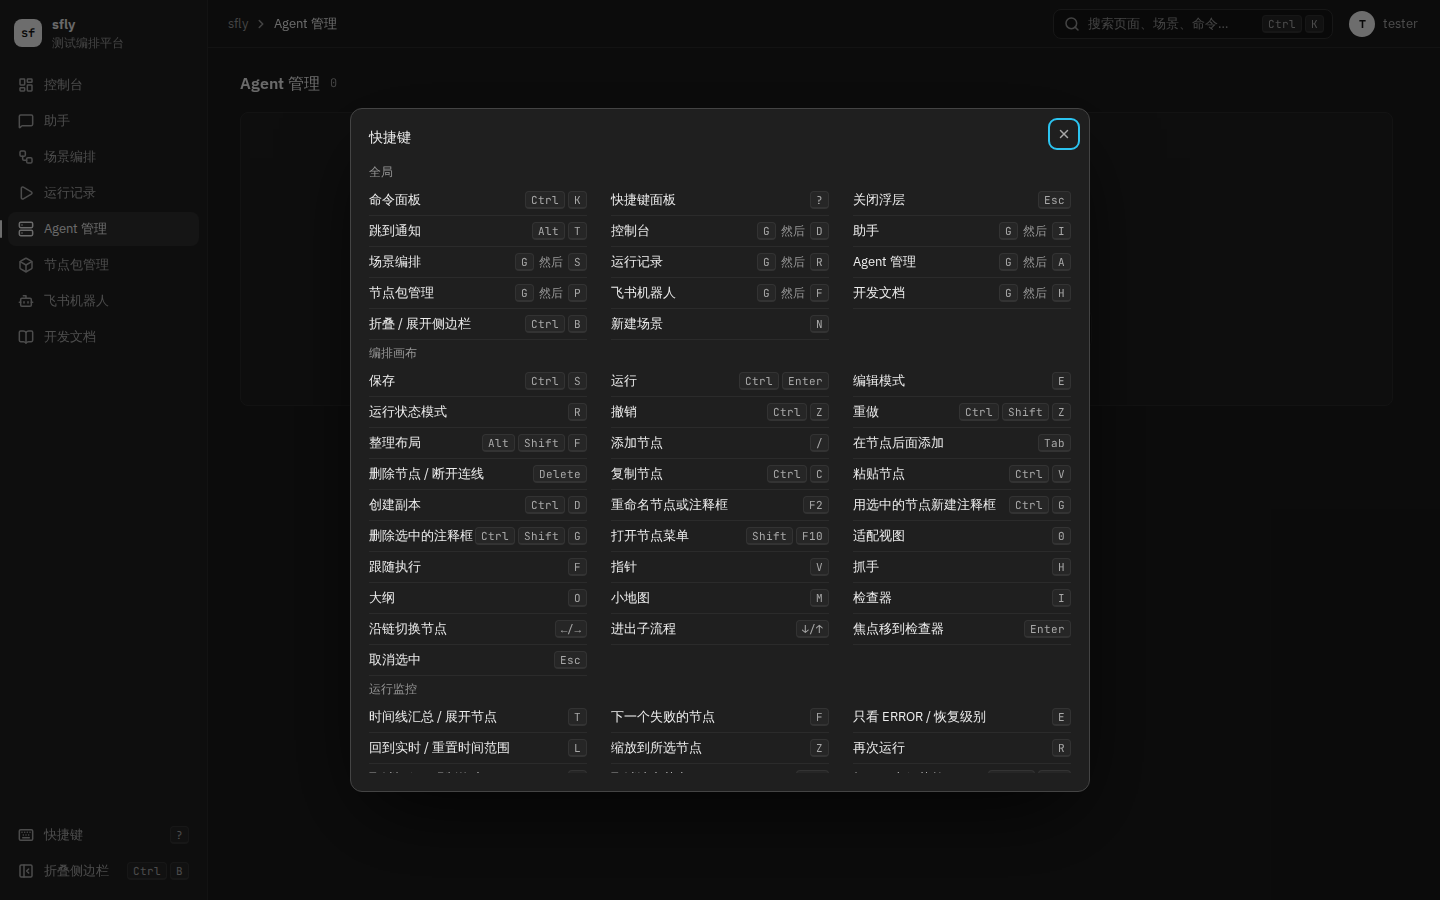 sf
sfly
测试编排平台
sfly > Agent 管理
搜索页面、场景、命令... Ctrl K
T tester
控制台
助手
场景编排
运行记录
Agent 管理
节点包管理
飞书机器人
开发文档
快捷键 ?
折叠侧边栏 Ctrl B
Agent 管理 0
快捷键
全局
命令面板 Ctrl K 快捷键面板 ? 关闭浮层 Esc
跳到通知 Alt T 控制台 G 然后 D 助手 G 然后 I
场景编排 G 然后 S 运行记录 G 然后 R Agent 管理 G 然后 A
节点包管理 G 然后 P 飞书机器人 G 然后 F 开发文档 G 然后 H
折叠 / 展开侧边栏 Ctrl B 新建场景 N
编排画布
保存 Ctrl S 运行 Ctrl Enter 编辑模式 E
运行状态模式 R 撤销 Ctrl Z 重做 Ctrl Shift Z
整理布局 Alt Shift F 添加节点 / 在节点后面添加 Tab
删除节点 / 断开连线 Delete 复制节点 Ctrl C 粘贴节点 Ctrl V
创建副本 Ctrl D 重命名节点或注释框 F2 用选中的节点新建注释框 Ctrl G
删除选中的注释框 Ctrl Shift G 打开节点菜单 Shift F10 适配视图 0
跟随执行 F 指针 V 抓手 H
大纲 O 小地图 M 检查器 I
沿链切换节点 ←/→ 进出子流程 ↓/↑ 焦点移到检查器 Enter
取消选中 Esc
运行监控
时间线汇总 / 展开节点 T 下一个失败的节点 F 只看 ERROR / 恢复级别 E
回到实时 / 重置时间范围 L 缩放到所选节点 Z 再次运行 R